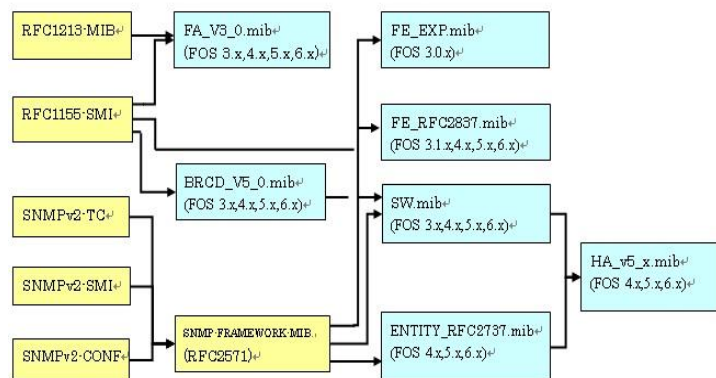 RFC1213-MIB
FA_V3_0.mib
(FOS 3.x,4.x,5.x,6.x)
FE_EXP.mib
(FOS 3.0.x)
RFC1155-SMI
FE_RFC2837.mib
(FOS 3.1.x,4.x,5.x,6.x)
BRCD_V5_0.mib
(FOS 3.x,4.x,5.x,6.x)
SW.mib
(FOS 3.x,4.x,5.x,6.x)
SNMPv2-TC
HA_v5_x.mib
(FOS 4.x,5.x,6.x)
SNMPv2-SMI
SNMP-FRAMEWORK-MIB.
(RFC2571)
ENTITY_RFC2737.mib
(FOS 4.x,5.x,6.x)
SNMPv2-CONF